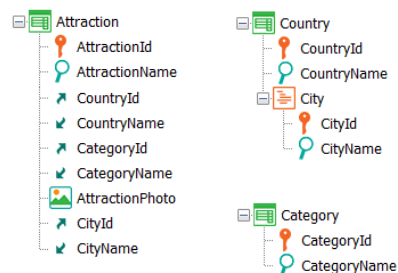 Attraction
AttractionId
AttractionName
CountryId
CountryName
CategoryId
CategoryName
AttractionPhoto
CityId
CityName
Country
CountryId
CountryName
City
CityId
CityName
Category
CategoryId
CategoryName